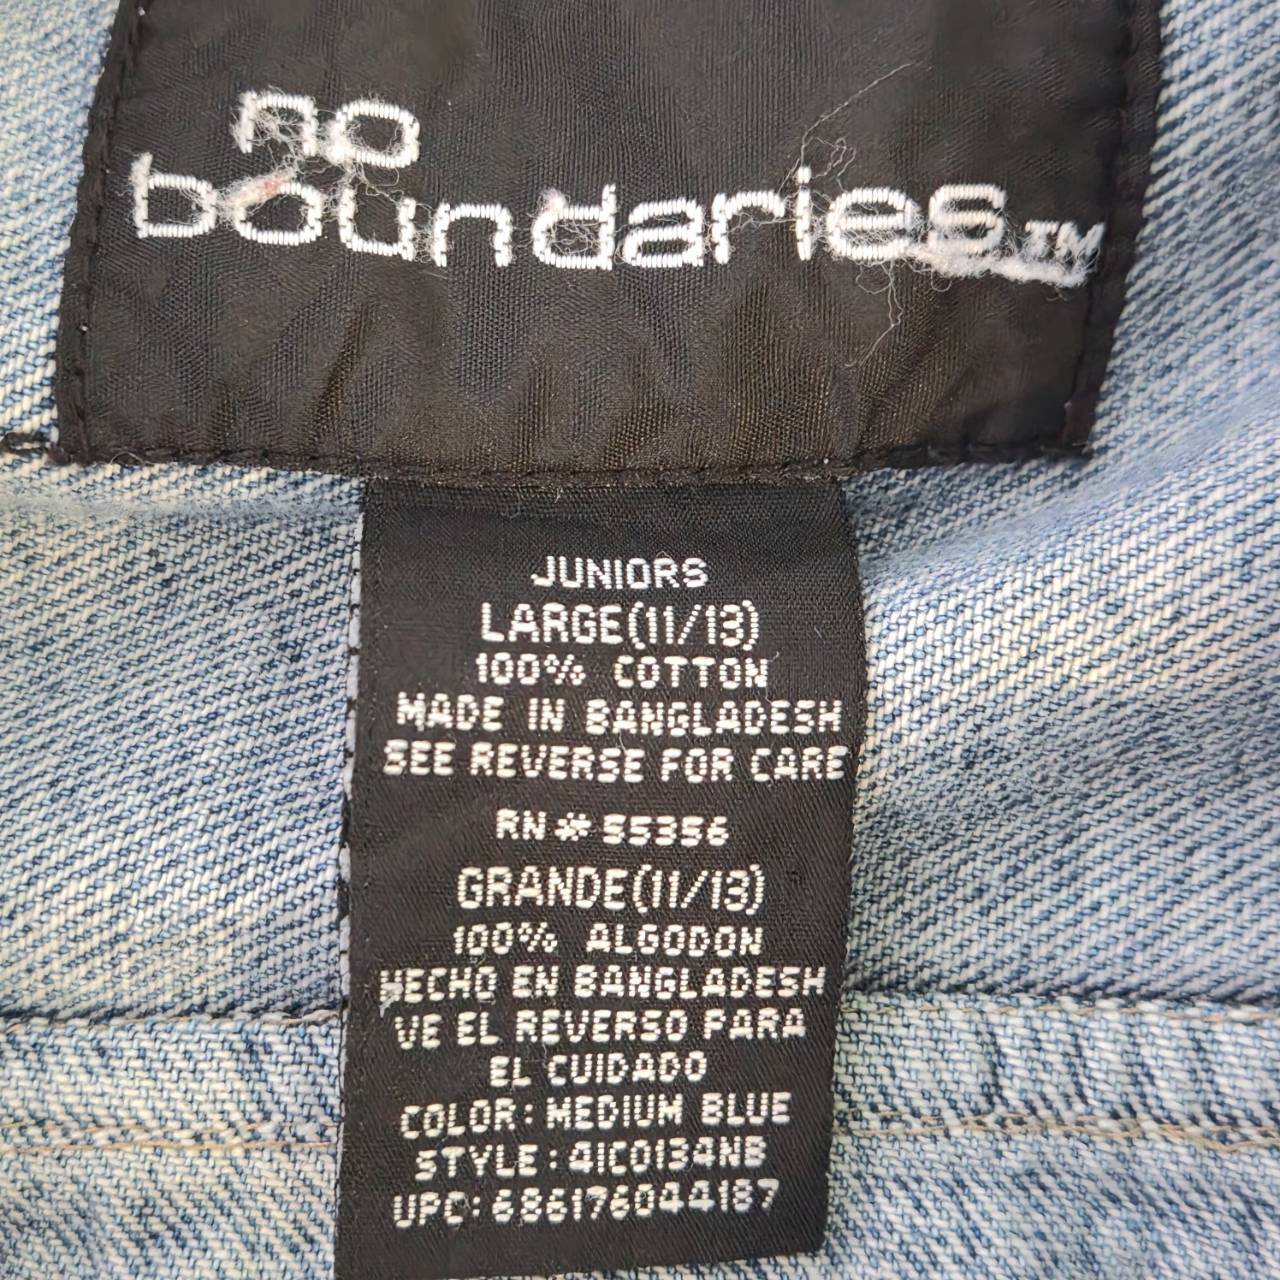 no
boundaries™
JUNIORS
LARGE(11/13)
100% COTTON
MADE IN BANGLADESH
SEE REVERSE FOR CARE
RN# 55356
GRANDE(11/13)
100% ALGODON
HECHO EN BANGLADESH
VE EL REVERSO PARA
EL CUIDADO
COLOR: MEDIUM BLUE
STYLE: 41C0134NB
UPC: 686176044187